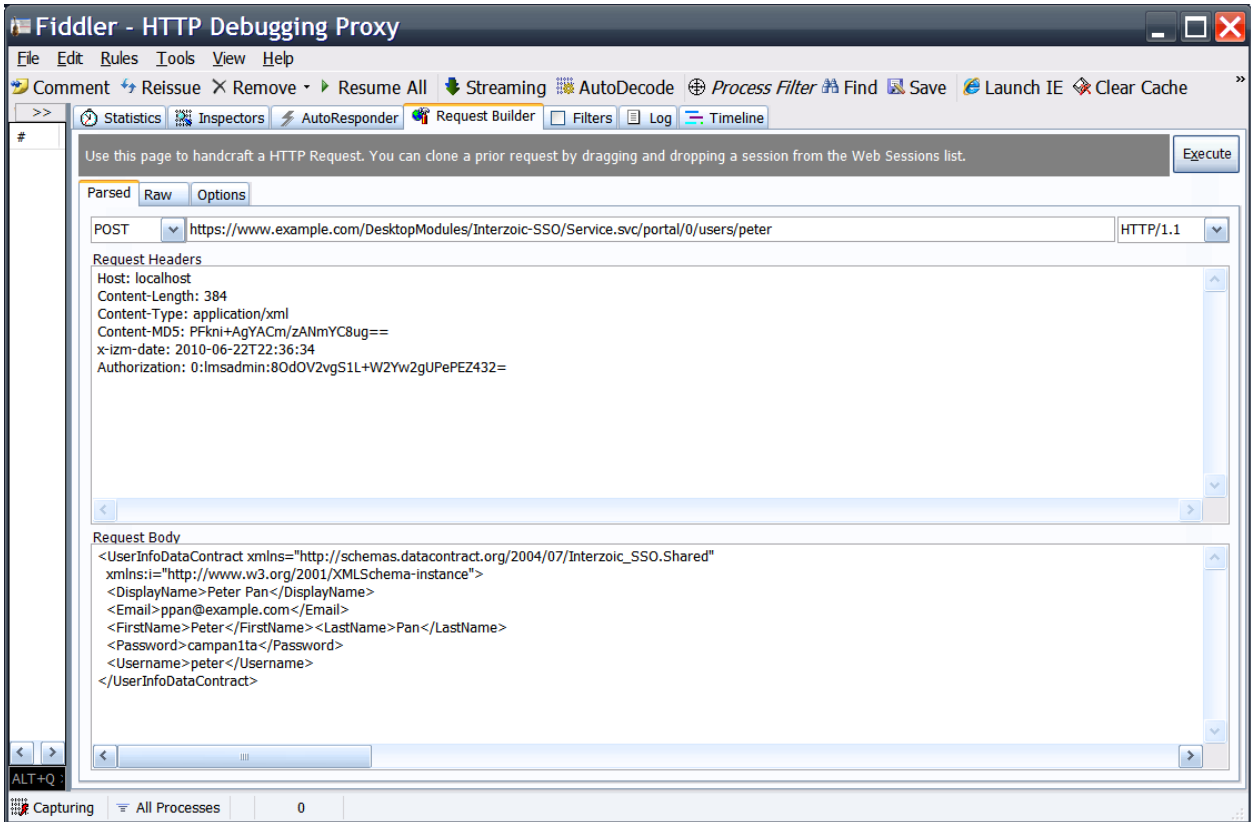 Fiddler - HTTP Debugging Proxy
File Edit Rules Tools View Help
Comment Reissue Remove Resume All Streaming AutoDecode Process Filter Find Save Launch IE Clear Cache »
>> Statistics Inspectors AutoResponder Request Builder Filters Log Timeline
#
Use this page to handcraft a HTTP Request. You can clone a prior request by dragging and dropping a session from the Web Sessions list. Execute
Parsed Raw Options
POST https://www.example.com/DesktopModules/Interzoic-SSO/Service.svc/portal/0/users/peter HTTP/1.1
Request Headers
Host: localhost
Content-Length: 384
Content-Type: application/xml
Content-MD5: PFkni+AgYACm/zANmYC8ug==
x-izm-date: 2010-06-22T22:36:34
Authorization: 0:lmsadmin:8OdOV2vgS1L+W2Yw2gUPePEZ432=
Request Body
<UserInfoDataContract xmlns="http://schemas.datacontract.org/2004/07/Interzoic_SSO.Shared"
xmlns:i="http://www.w3.org/2001/XMLSchema-instance">
<DisplayName>Peter Pan</DisplayName>
<Email>ppan@example.com</Email>
<FirstName>Peter</FirstName><LastName>Pan</LastName>
<Password>campan1ta</Password>
<Username>peter</Username>
</UserInfoDataContract>
ALT+Q
Capturing All Processes 0